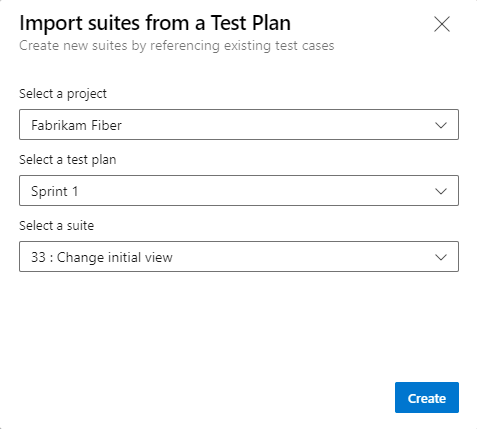 Import suites from a Test Plan
Create new suites by referencing existing test cases
Select a project
Fabrikam Fiber
Select a test plan
Sprint 1
Select a suite
33 : Change initial view
Create